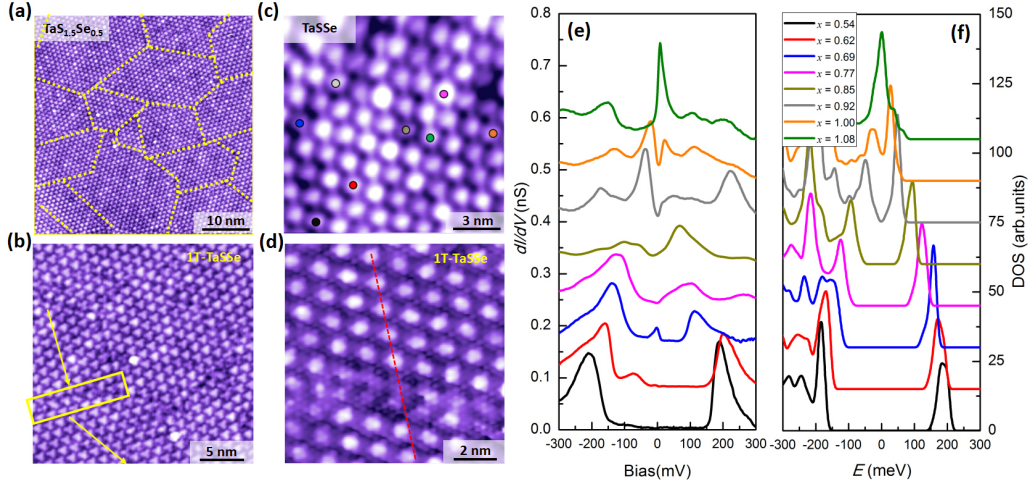 (a)
TaS1.5Se0.5
10 nm
(b)
1T-TaSSe
5 nm
(c)
TaSSe
3 nm
(d)
1T-TaSSe
2 nm
(e)
0.8
0.7
0.6
0.5
0.4
0.3
0.2
0.1
0.0
dI/dV (nS)
-300 -200 -100 0 100 200 300
Bias(mV)
(f)
x = 0.54
x = 0.62
x = 0.69
x = 0.77
x = 0.85
x = 0.92
x = 1.00
x = 1.08
150
125
100
75
50
25
0
DOS (arb.units)
-300 -200 -100 0 100 200 300
E (meV)